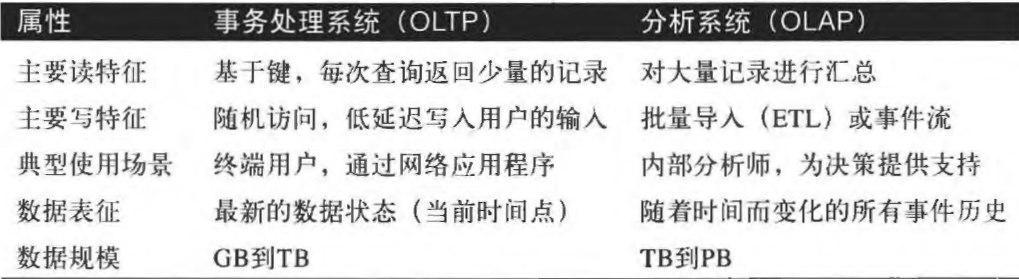 属性 事务处理系统（OLTP） 分析系统（OLAP）
主要读特征 基于键，每次查询返回少量的记录 对大量记录进行汇总
主要写特征 随机访问，低延迟写入用户的输入 批量导入（ETL）或事件流
典型使用场景 终端用户，通过网络应用程序 内部分析师，为决策提供支持
数据表征 最新的数据状态（当前时间点） 随着时间而变化的所有事件历史
数据规模 GB到TB TB到PB